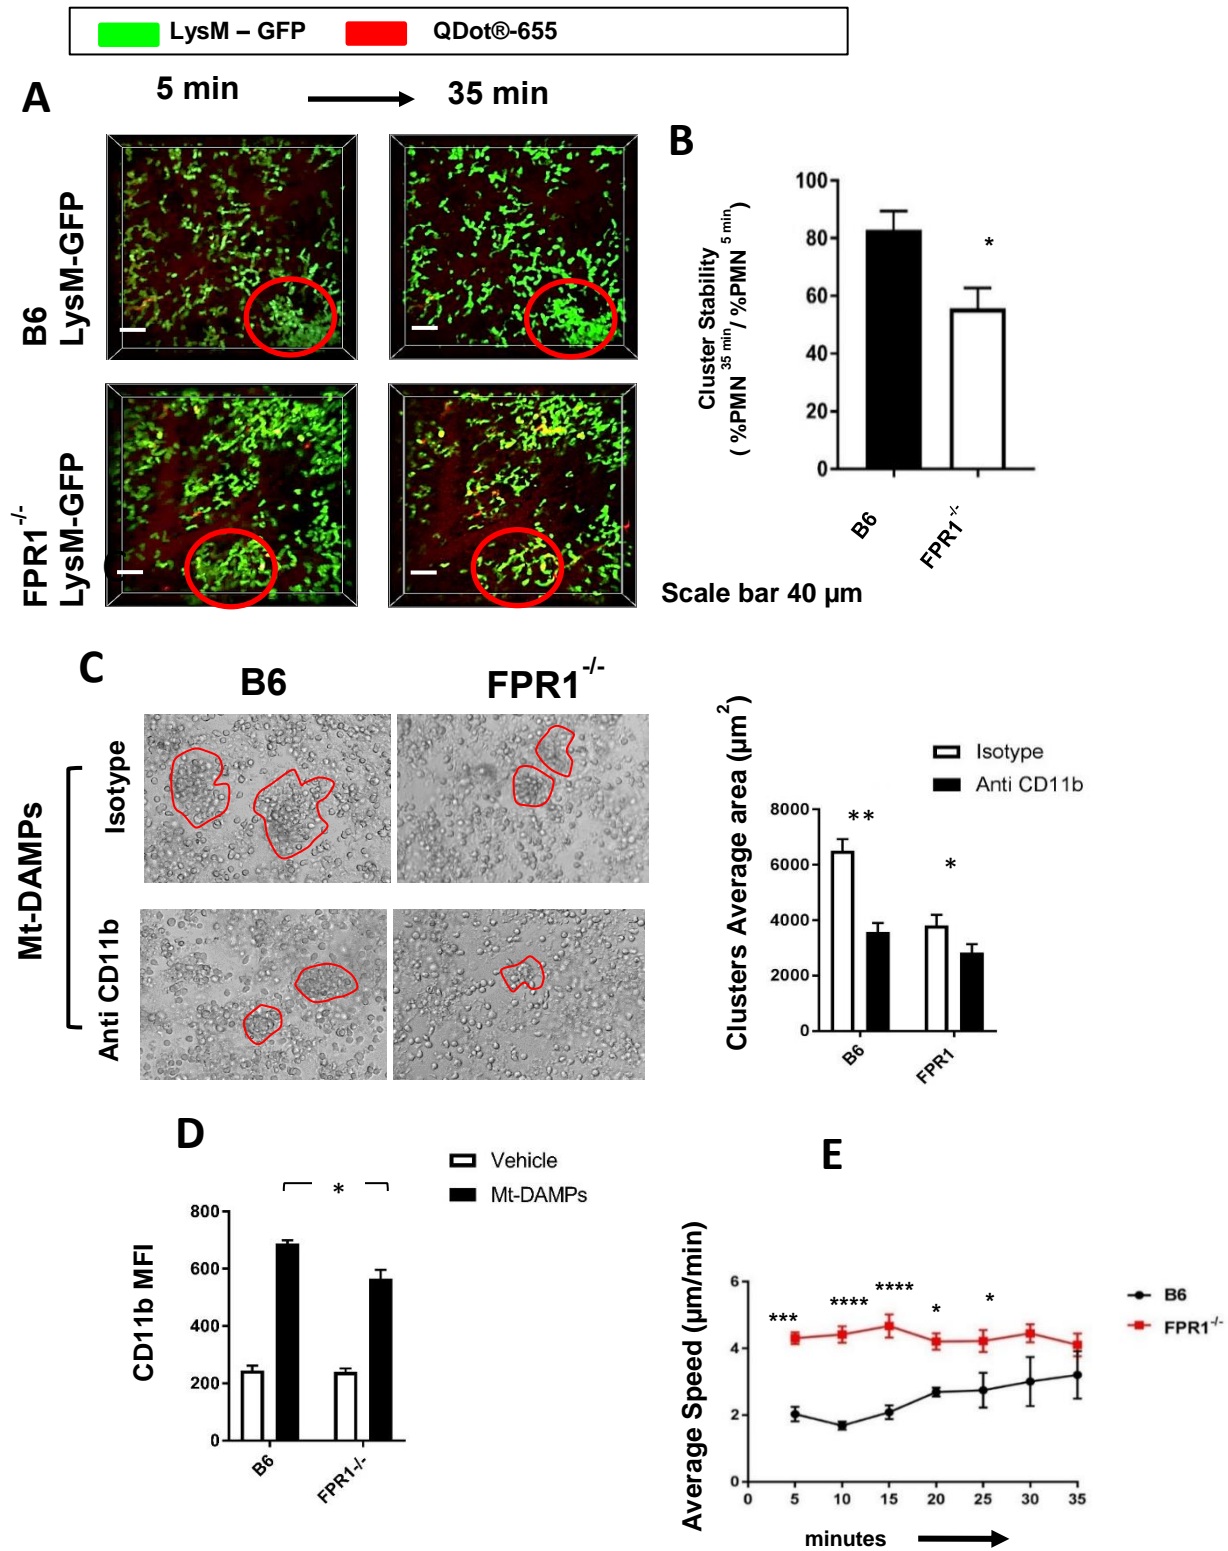 LysM – GFP
QDot®-655
A
5 min
35 min
B6
LysM-GFP
FPR1-/-
LysM-GFP
B
Cluster Stability
( %PMN 35 min/ %PMN 5 min)
100
80
60
40
20
0
*
B6
FPR1-/-
Scale bar 40 µm
C
B6
FPR1-/-
Mt-DAMPs
Isotype
Anti CD11b
Clusters Average area (µm2)
Isotype
Anti CD11b
8000
6000
4000
2000
0
**
*
B6
FPR1
D
Vehicle
Mt-DAMPs
CD11b MFI
800
600
400
200
0
*
B6
FPR1-/-
E
Average Speed (µm/min)
6
4
2
0
***
****
****
*
*
B6
FPR1-/-
0 5 10 15 20 25 30 35
minutes